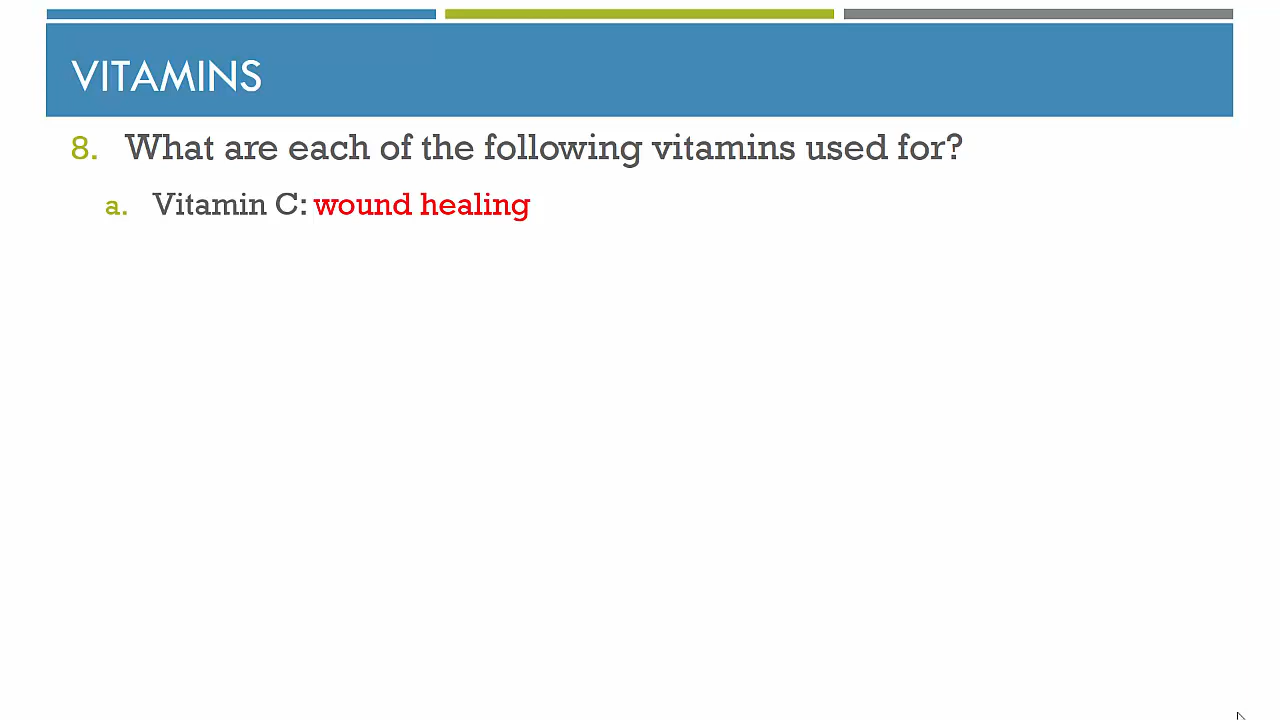 VITAMINS
8. What are each of the following vitamins used for?
a. Vitamin C: wound healing